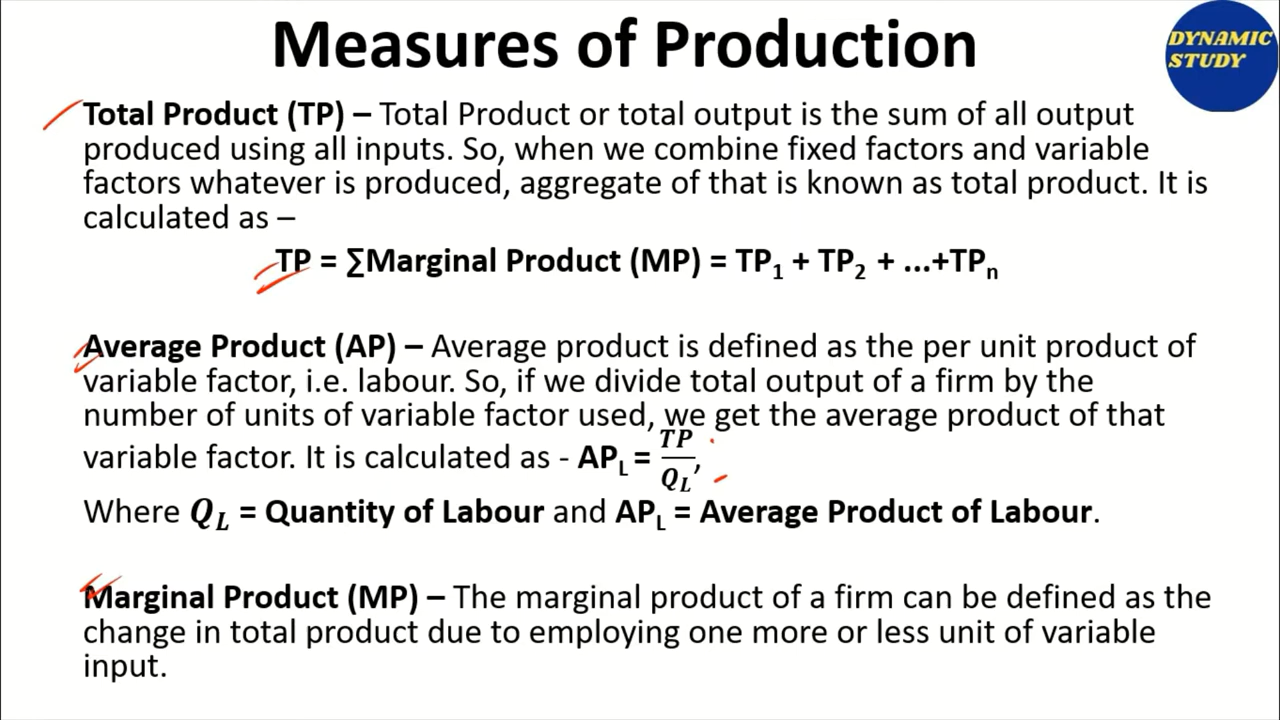 Measures of Production
DYNAMIC
STUDY
Total Product (TP) – Total Product or total output is the sum of all output
produced using all inputs. So, when we combine fixed factors and variable
factors whatever is produced, aggregate of that is known as total product. It is
calculated as –
TP = ∑Marginal Product (MP) = TP₁ + TP₂ + ...+TPₙ
Average Product (AP) – Average product is defined as the per unit product of
variable factor, i.e. labour. So, if we divide total output of a firm by the
number of units of variable factor used, we get the average product of that
variable factor. It is calculated as - AP_L = TP/Q_L,
Where Q_L = Quantity of Labour and AP_L = Average Product of Labour.
Marginal Product (MP) – The marginal product of a firm can be defined as the
change in total product due to employing one more or less unit of variable
input.